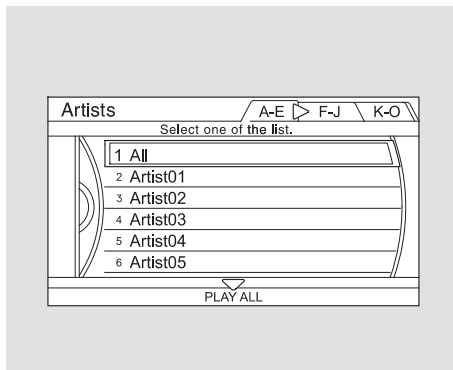 Artists A-E F-J K-O
Select one of the list.
1 All
2 Artist01
3 Artist02
4 Artist03
5 Artist04
6 Artist05
PLAY ALL